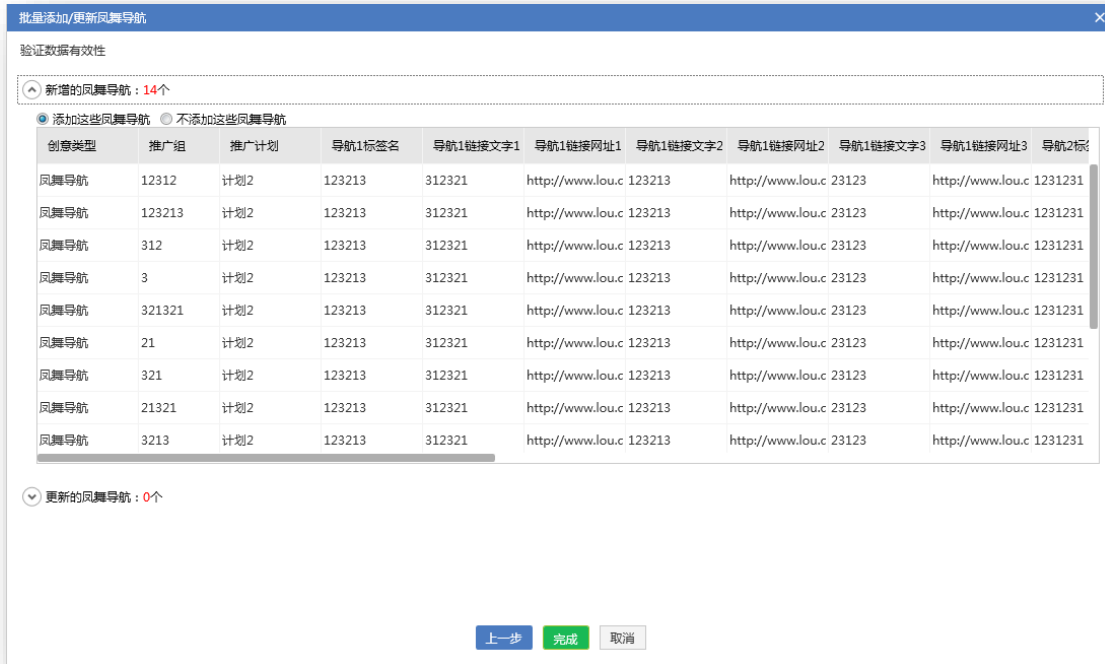 批量添加/更新凤舞导航
验证数据有效性
新增的凤舞导航：14个
添加这些凤舞导航 不添加这些凤舞导航
创意类型 推广组 推广计划 导航1标签名 导航1链接文字1 导航1链接网址1 导航1链接文字2 导航1链接网址2 导航1链接文字3 导航1链接网址3 导航2标
凤舞导航 12312 计划2 123213 312321 http://www.lou.c 123213 http://www.lou.c 23123 http://www.lou.c 1231231
凤舞导航 123213 计划2 123213 312321 http://www.lou.c 123213 http://www.lou.c 23123 http://www.lou.c 1231231
凤舞导航 312 计划2 123213 312321 http://www.lou.c 123213 http://www.lou.c 23123 http://www.lou.c 1231231
凤舞导航 3 计划2 123213 312321 http://www.lou.c 123213 http://www.lou.c 23123 http://www.lou.c 1231231
凤舞导航 321321 计划2 123213 312321 http://www.lou.c 123213 http://www.lou.c 23123 http://www.lou.c 1231231
凤舞导航 21 计划2 123213 312321 http://www.lou.c 123213 http://www.lou.c 23123 http://www.lou.c 1231231
凤舞导航 321 计划2 123213 312321 http://www.lou.c 123213 http://www.lou.c 23123 http://www.lou.c 1231231
凤舞导航 21321 计划2 123213 312321 http://www.lou.c 123213 http://www.lou.c 23123 http://www.lou.c 1231231
凤舞导航 3213 计划2 123213 312321 http://www.lou.c 123213 http://www.lou.c 23123 http://www.lou.c 1231231
更新的凤舞导航：0个
上一步 完成 取消